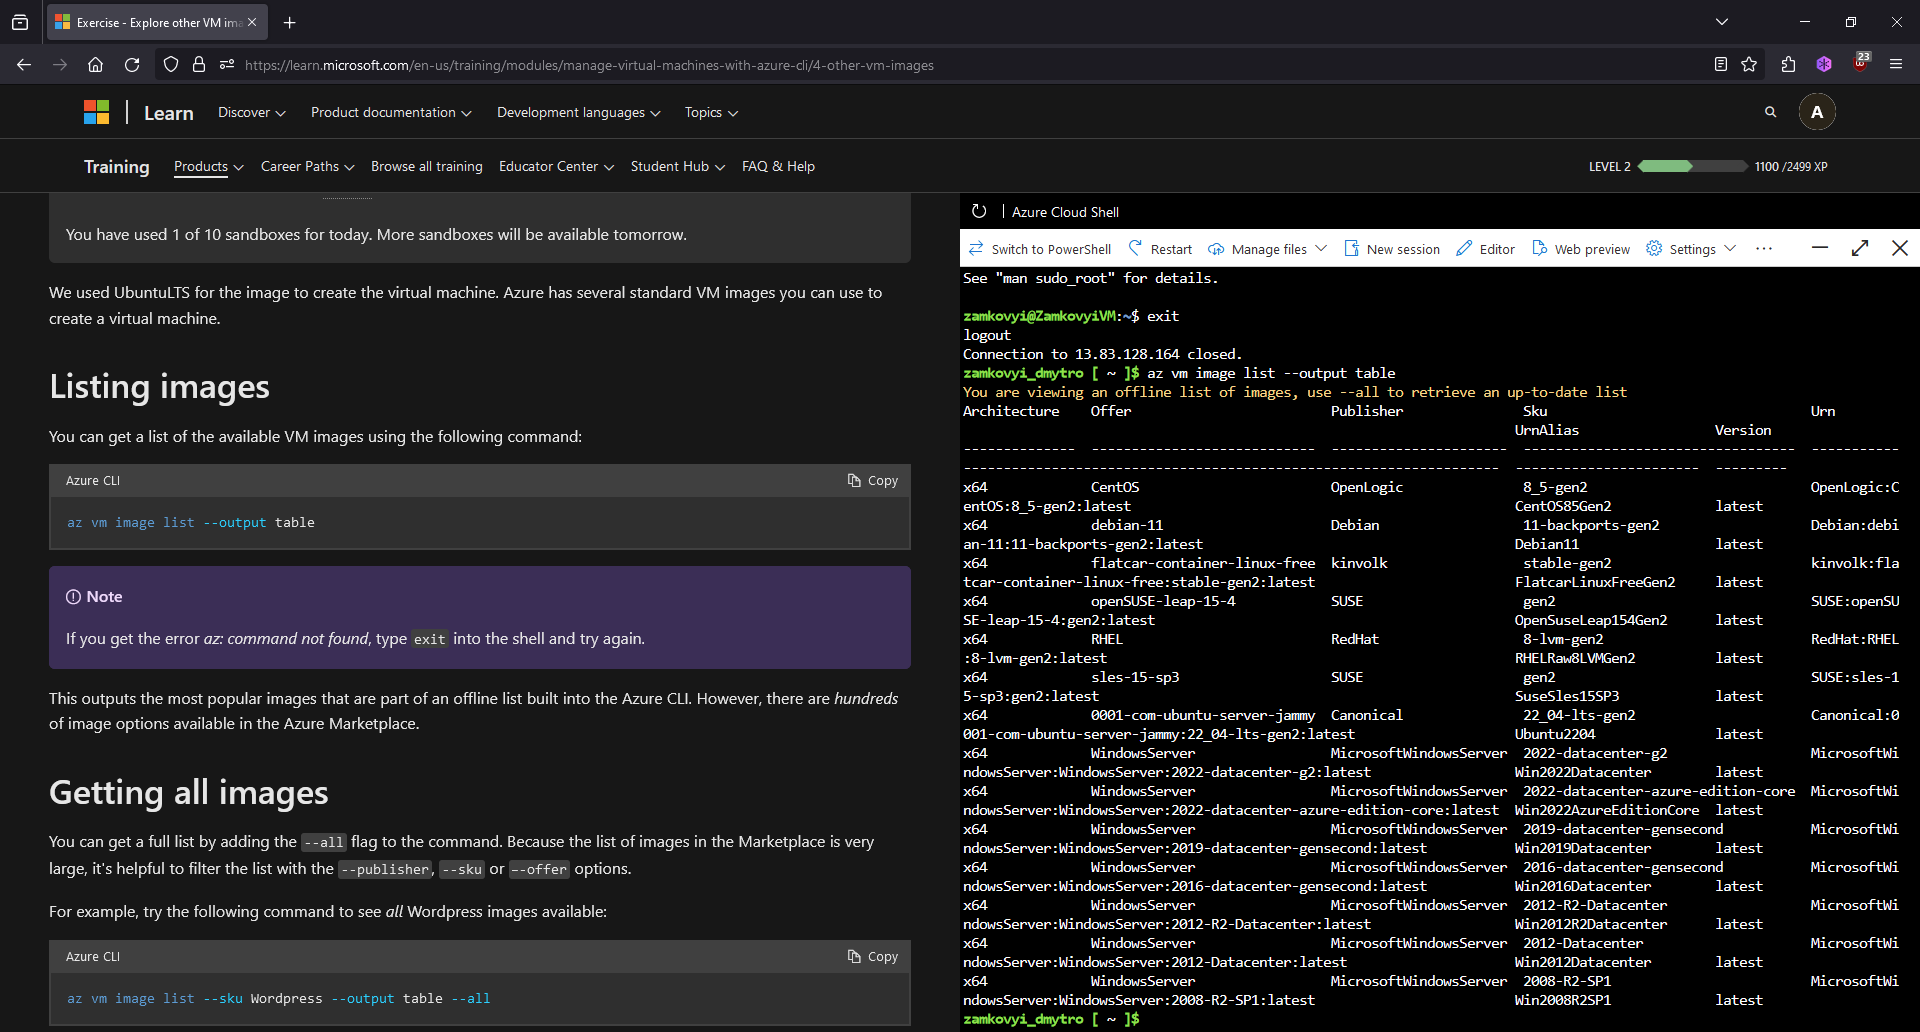 Exercise - Explore other VM ima
https://learn.microsoft.com/en-us/training/modules/manage-virtual-machines-with-azure-cli/4-other-vm-images
23
Learn Discover Product documentation Development languages Topics A
Training Products Career Paths Browse all training Educator Center Student Hub FAQ & Help LEVEL 2 1100 /2499 XP
You have used 1 of 10 sandboxes for today. More sandboxes will be available tomorrow.
We used UbuntuLTS for the image to create the virtual machine. Azure has several standard VM images you can use to
create a virtual machine.
Listing images
You can get a list of the available VM images using the following command:
Azure CLI Copy
az vm image list --output table
Note
If you get the error az: command not found, type exit into the shell and try again.
This outputs the most popular images that are part of an offline list built into the Azure CLI. However, there are hundreds
of image options available in the Azure Marketplace.
Getting all images
You can get a full list by adding the --all flag to the command. Because the list of images in the Marketplace is very
large, it's helpful to filter the list with the --publisher, --sku or --offer options.
For example, try the following command to see all Wordpress images available:
Azure CLI Copy
az vm image list --sku Wordpress --output table --all
Azure Cloud Shell
Switch to PowerShell Restart Manage files New session Editor Web preview Settings ...
See "man sudo_root" for details.
zamkovyi@ZamkovyiVM:~$ exit
logout
Connection to 13.83.128.164 closed.
zamkovyi_dmytro [ ~ ]$ az vm image list --output table
You are viewing an offline list of images, use --all to retrieve an up-to-date list
Architecture Offer Publisher Sku Urn
UrnAlias Version
-------------- ---------------------------- ---------------------- ---------------------------------- -----------
------------------------------------------------------------------- ----------------------- ---------
x64 CentOS OpenLogic 8_5-gen2 OpenLogic:C
entOS:8_5-gen2:latest CentOS85Gen2 latest
x64 debian-11 Debian 11-backports-gen2 Debian:debi
an-11:11-backports-gen2:latest Debian11 latest
x64 flatcar-container-linux-free kinvolk stable-gen2 kinvolk:fla
tcar-container-linux-free:stable-gen2:latest FlatcarLinuxFreeGen2 latest
x64 openSUSE-leap-15-4 SUSE gen2 SUSE:openSU
SE-leap-15-4:gen2:latest OpenSuseLeap154Gen2 latest
x64 RHEL RedHat 8-lvm-gen2 RedHat:RHEL
:8-lvm-gen2:latest RHELRaw8LVMGen2 latest
x64 sles-15-sp3 SUSE gen2 SUSE:sles-1
5-sp3:gen2:latest SuseSles15SP3 latest
x64 0001-com-ubuntu-server-jammy Canonical 22_04-lts-gen2 Canonical:0
001-com-ubuntu-server-jammy:22_04-lts-gen2:latest Ubuntu2204 latest
x64 WindowsServer MicrosoftWindowsServer 2022-datacenter-g2 MicrosoftWi
ndowsServer:WindowsServer:2022-datacenter-g2:latest Win2022Datacenter latest
x64 WindowsServer MicrosoftWindowsServer 2022-datacenter-azure-edition-core MicrosoftWi
ndowsServer:WindowsServer:2022-datacenter-azure-edition-core:latest Win2022AzureEditionCore latest
x64 WindowsServer MicrosoftWindowsServer 2019-datacenter-gensecond MicrosoftWi
ndowsServer:WindowsServer:2019-datacenter-gensecond:latest Win2019Datacenter latest
x64 WindowsServer MicrosoftWindowsServer 2016-datacenter-gensecond MicrosoftWi
ndowsServer:WindowsServer:2016-datacenter-gensecond:latest Win2016Datacenter latest
x64 WindowsServer MicrosoftWindowsServer 2012-R2-Datacenter MicrosoftWi
ndowsServer:WindowsServer:2012-R2-Datacenter:latest Win2012R2Datacenter latest
x64 WindowsServer MicrosoftWindowsServer 2012-Datacenter MicrosoftWi
ndowsServer:WindowsServer:2012-Datacenter:latest Win2012Datacenter latest
x64 WindowsServer MicrosoftWindowsServer 2008-R2-SP1 MicrosoftWi
ndowsServer:WindowsServer:2008-R2-SP1:latest Win2008R2SP1 latest
zamkovyi_dmytro [ ~ ]$